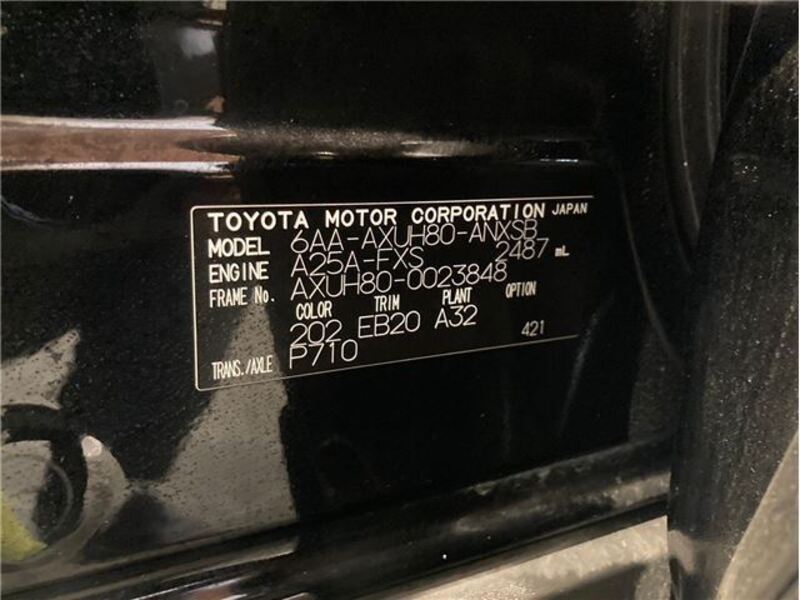 TOYOTA MOTOR CORPORATION JAPAN
MODEL 6AA-AXUH80-ANXSB
ENGINE A25A-FXS 2487 mL
FRAME No. AXUH80-0023848
COLOR TRIM PLANT OPTION
202 EB20 A32 421
TRANS./AXLE P710